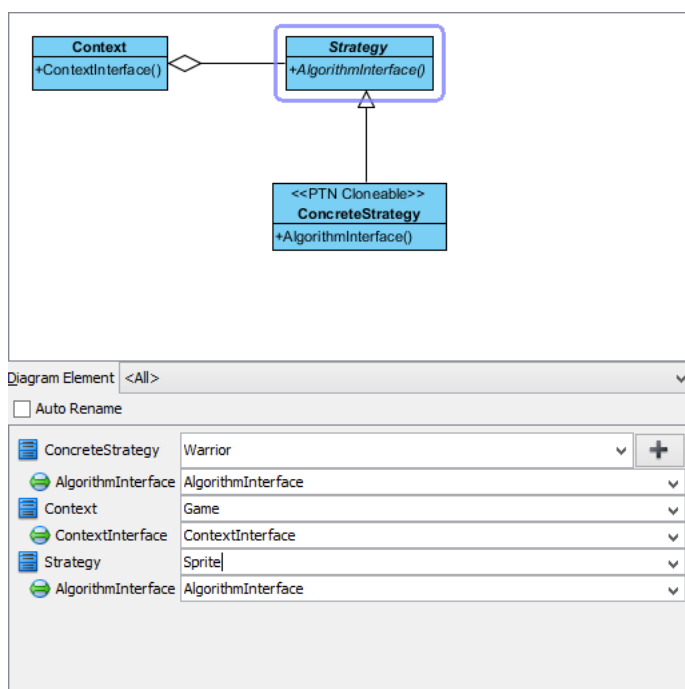 Context
+ContextInterface()
Strategy
+AlgorithmInterface()
<<PTN Cloneable>>
ConcreteStrategy
+AlgorithmInterface()
Diagram Element <All>
Auto Rename
ConcreteStrategy Warrior
AlgorithmInterface AlgorithmInterface
Context Game
ContextInterface ContextInterface
Strategy Sprite
AlgorithmInterface AlgorithmInterface